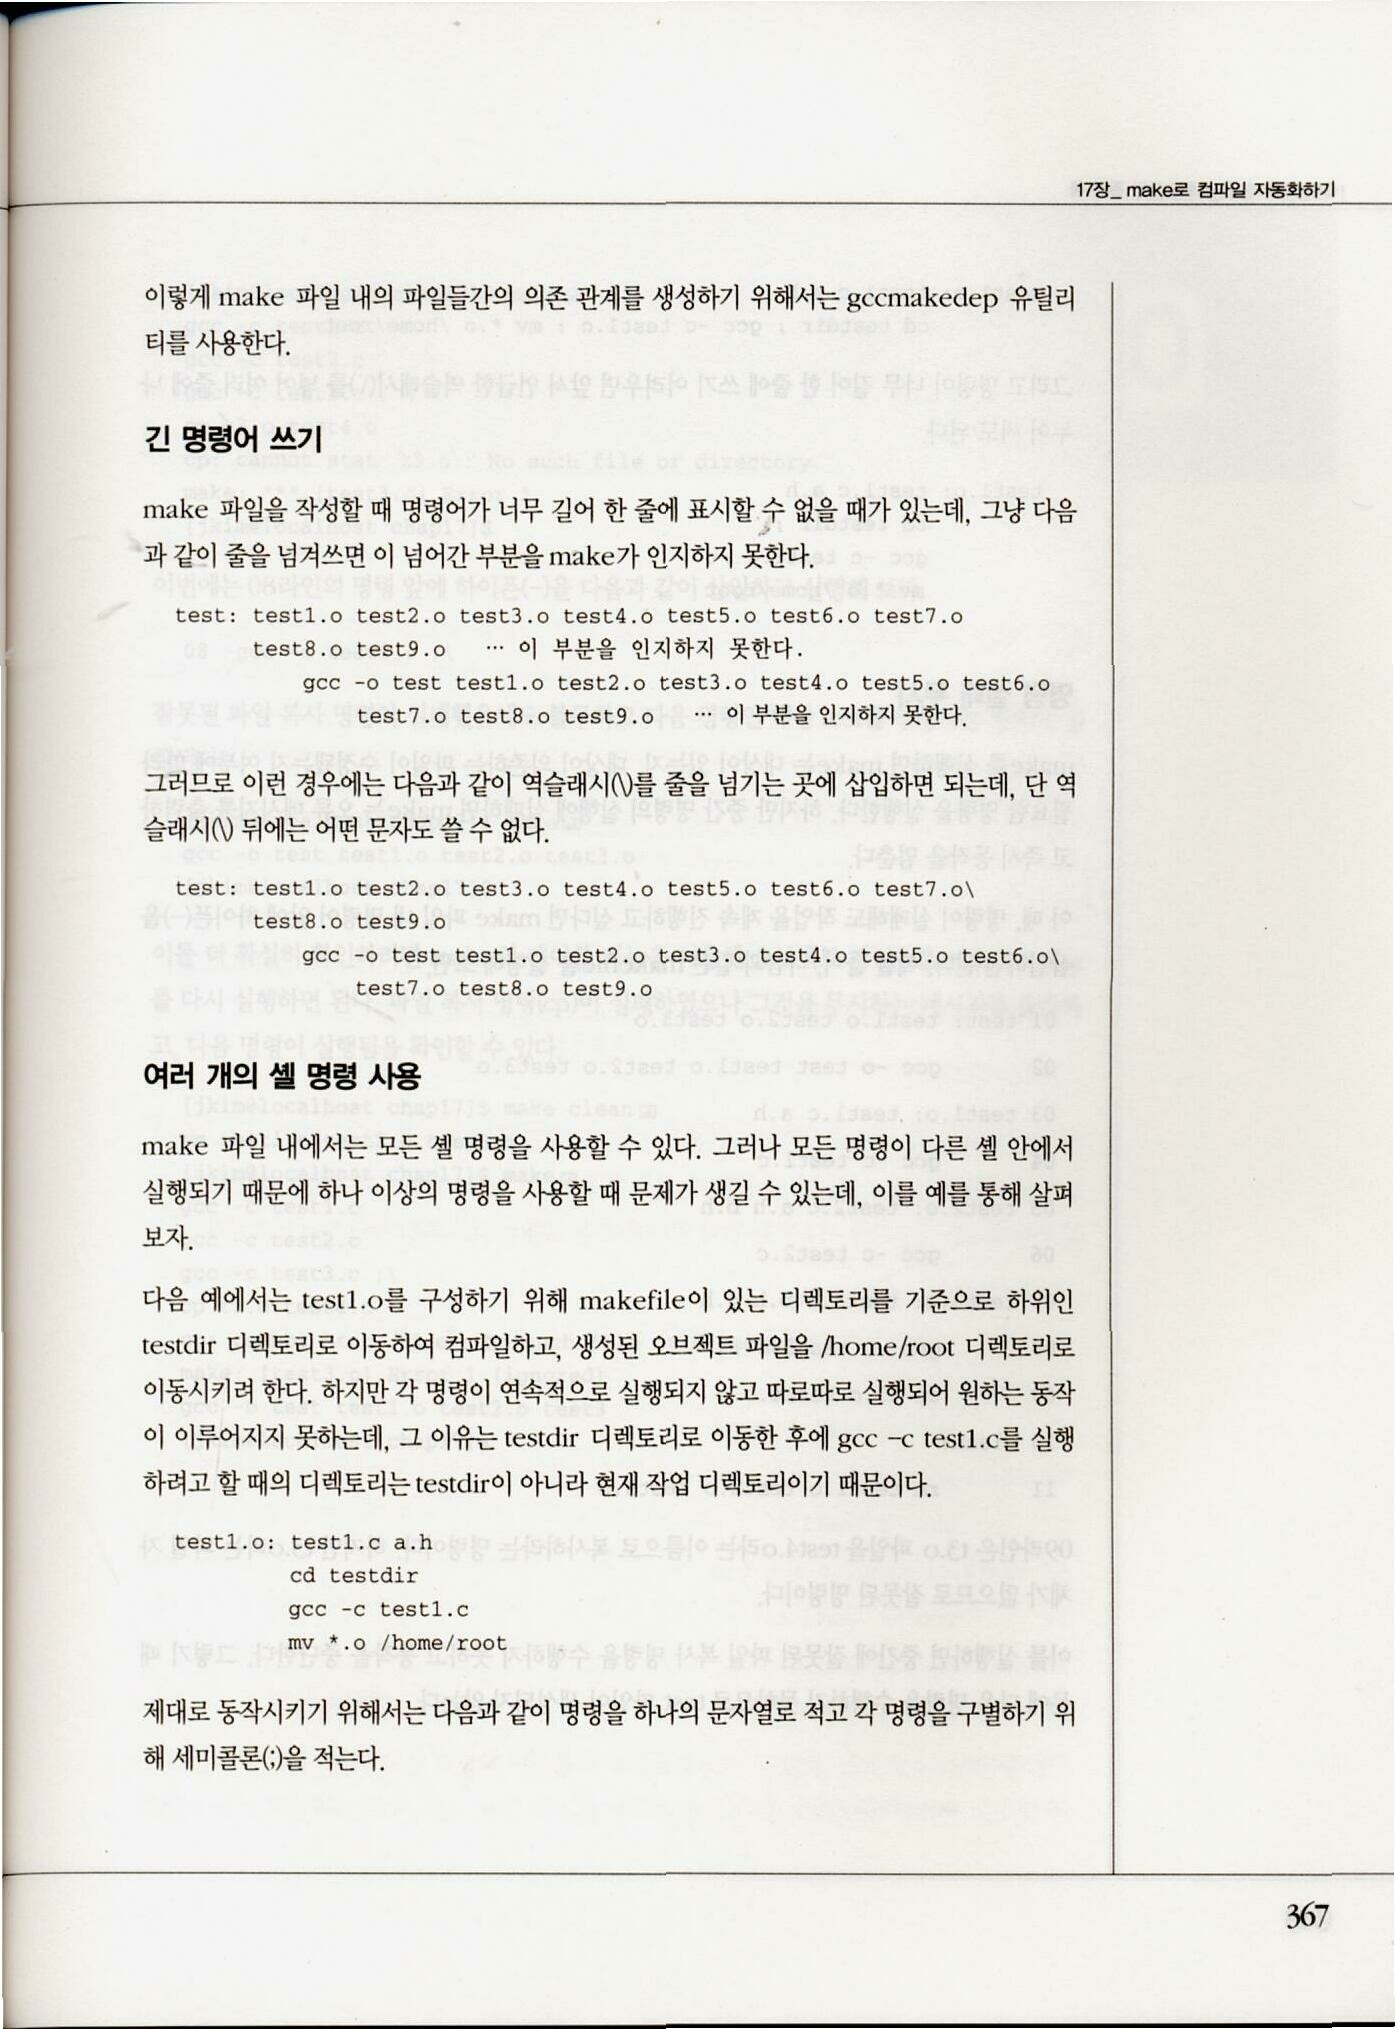 17장_ make로 컴파일 자동화하기
이렇게 make 파일 내의 파일들간의 의존 관계를 생성하기 위해서는 gccmakedep 유틸리
티를 사용한다.
긴 명령어 쓰기
make 파일을 작성할 때 명령어가 너무 길어 한 줄에 표시할 수 없을 때가 있는데, 그냥 다음
과 같이 줄을 넘겨쓰면 이 넘어간 부분을 make가 인지하지 못한다.
test: test1.o test2.o test3.o test4.o test5.o test6.o test7.o
test8.o test9.o ··· 이 부분을 인지하지 못한다.
gcc -o test test1.o test2.o test3.o test4.o test5.o test6.o
test7.o test8.o test9.o ··· 이 부분을 인지하지 못한다.
그러므로 이런 경우에는 다음과 같이 역슬래시(\)를 줄을 넘기는 곳에 삽입하면 되는데, 단 역
슬래시(\) 뒤에는 어떤 문자도 쓸 수 없다.
test: test1.o test2.o test3.o test4.o test5.o test6.o test7.o\
test8.o test9.o
gcc -o test test1.o test2.o test3.o test4.o test5.o test6.o\
test7.o test8.o test9.o
여러 개의 셸 명령 사용
make 파일 내에서는 모든 셸 명령을 사용할 수 있다. 그러나 모든 명령이 다른 셸 안에서
실행되기 때문에 하나 이상의 명령을 사용할 때 문제가 생길 수 있는데, 이를 예를 통해 살펴
보자.
다음 예에서는 test1.o를 구성하기 위해 makefile이 있는 디렉토리를 기준으로 하위인
testdir 디렉토리로 이동하여 컴파일하고, 생성된 오브젝트 파일을 /home/root 디렉토리로
이동시키려 한다. 하지만 각 명령이 연속적으로 실행되지 않고 따로따로 실행되어 원하는 동작
이 이루어지지 못하는데, 그 이유는 testdir 디렉토리로 이동한 후에 gcc -c test1.c를 실행
하려고 할 때의 디렉토리는 testdir이 아니라 현재 작업 디렉토리이기 때문이다.
test1.o: test1.c a.h
cd testdir
gcc -c test1.c
mv *.o /home/root
제대로 동작시키기 위해서는 다음과 같이 명령을 하나의 문자열로 적고 각 명령을 구별하기 위
해 세미콜론(;)을 적는다.
367